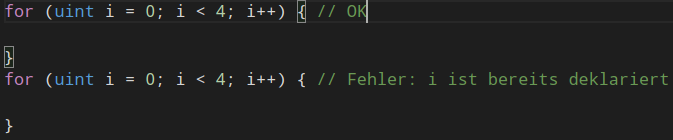 for (uint i = 0; i < 4; i++) { // OK
}
for (uint i = 0; i < 4; i++) { // Fehler: i ist bereits deklariert
}